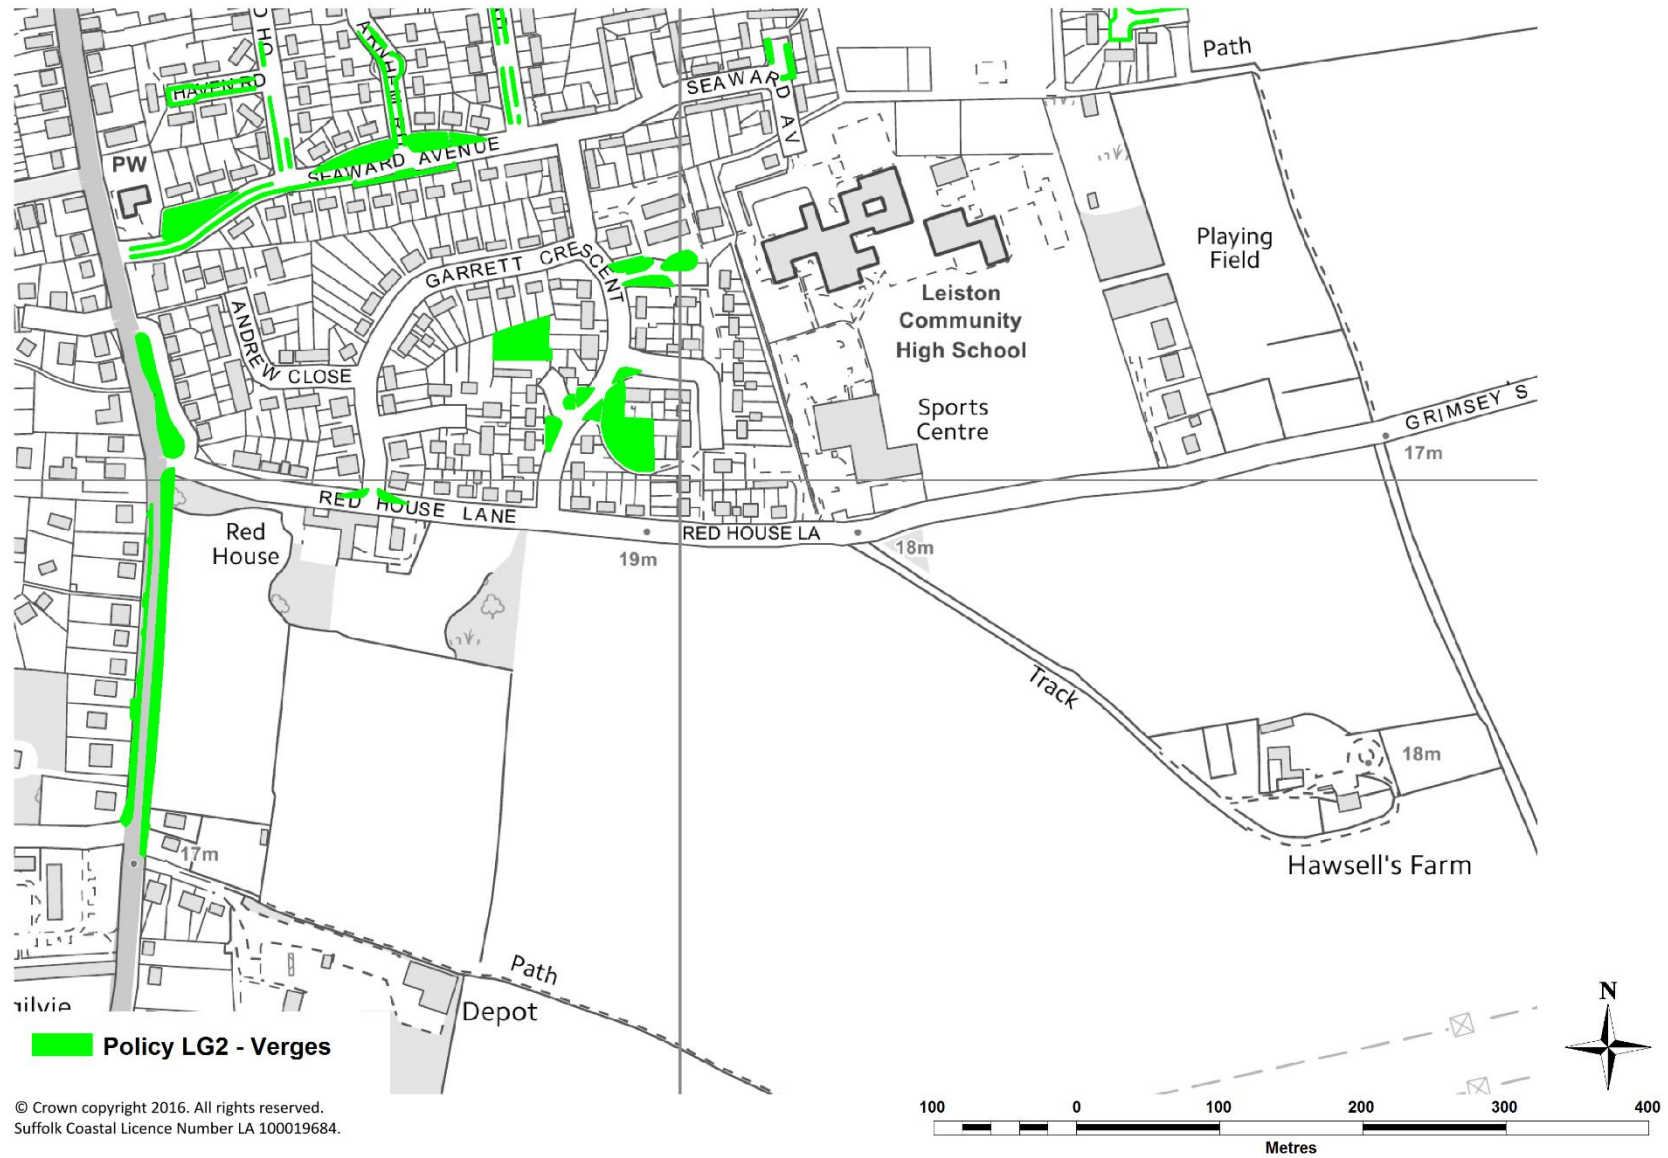 Path
SEAWARD AV
HAVEN RD
PW
SEAWARD AVENUE
Playing
Field
GARRETT CRESCENT
Leiston
Community
High School
ANDREW CLOSE
Sports
Centre
GRIMSEY'S
17m
RED HOUSE LANE
Red
House
RED HOUSE LA
19m
18m
Track
18m
17m
Hawsell's Farm
Path
Depot
gilvie
Policy LG2 - Verges
N
© Crown copyright 2016. All rights reserved.
Suffolk Coastal Licence Number LA 100019684.
100 0 100 200 300 400
Metres